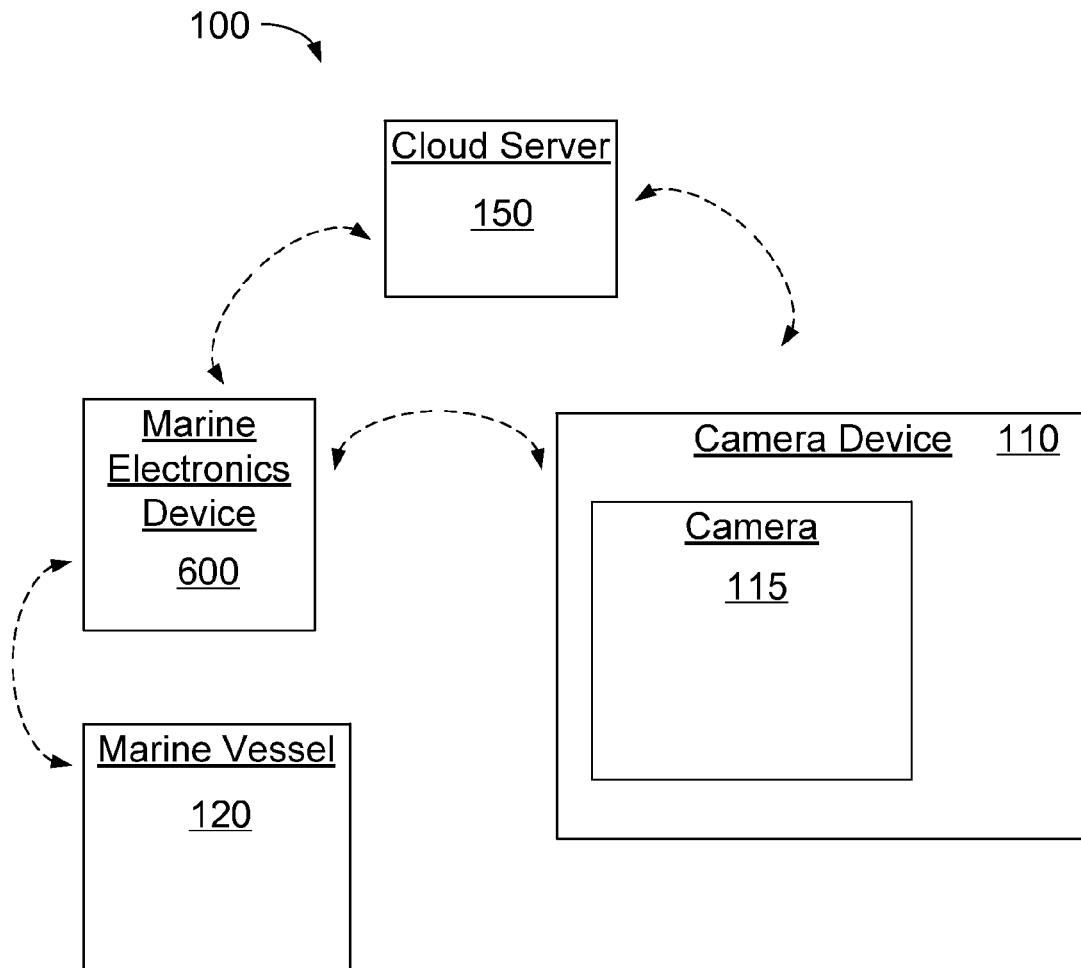 100
Cloud Server
150
Marine
Electronics
Device
600
Camera Device 110
Camera
115
Marine Vessel
120